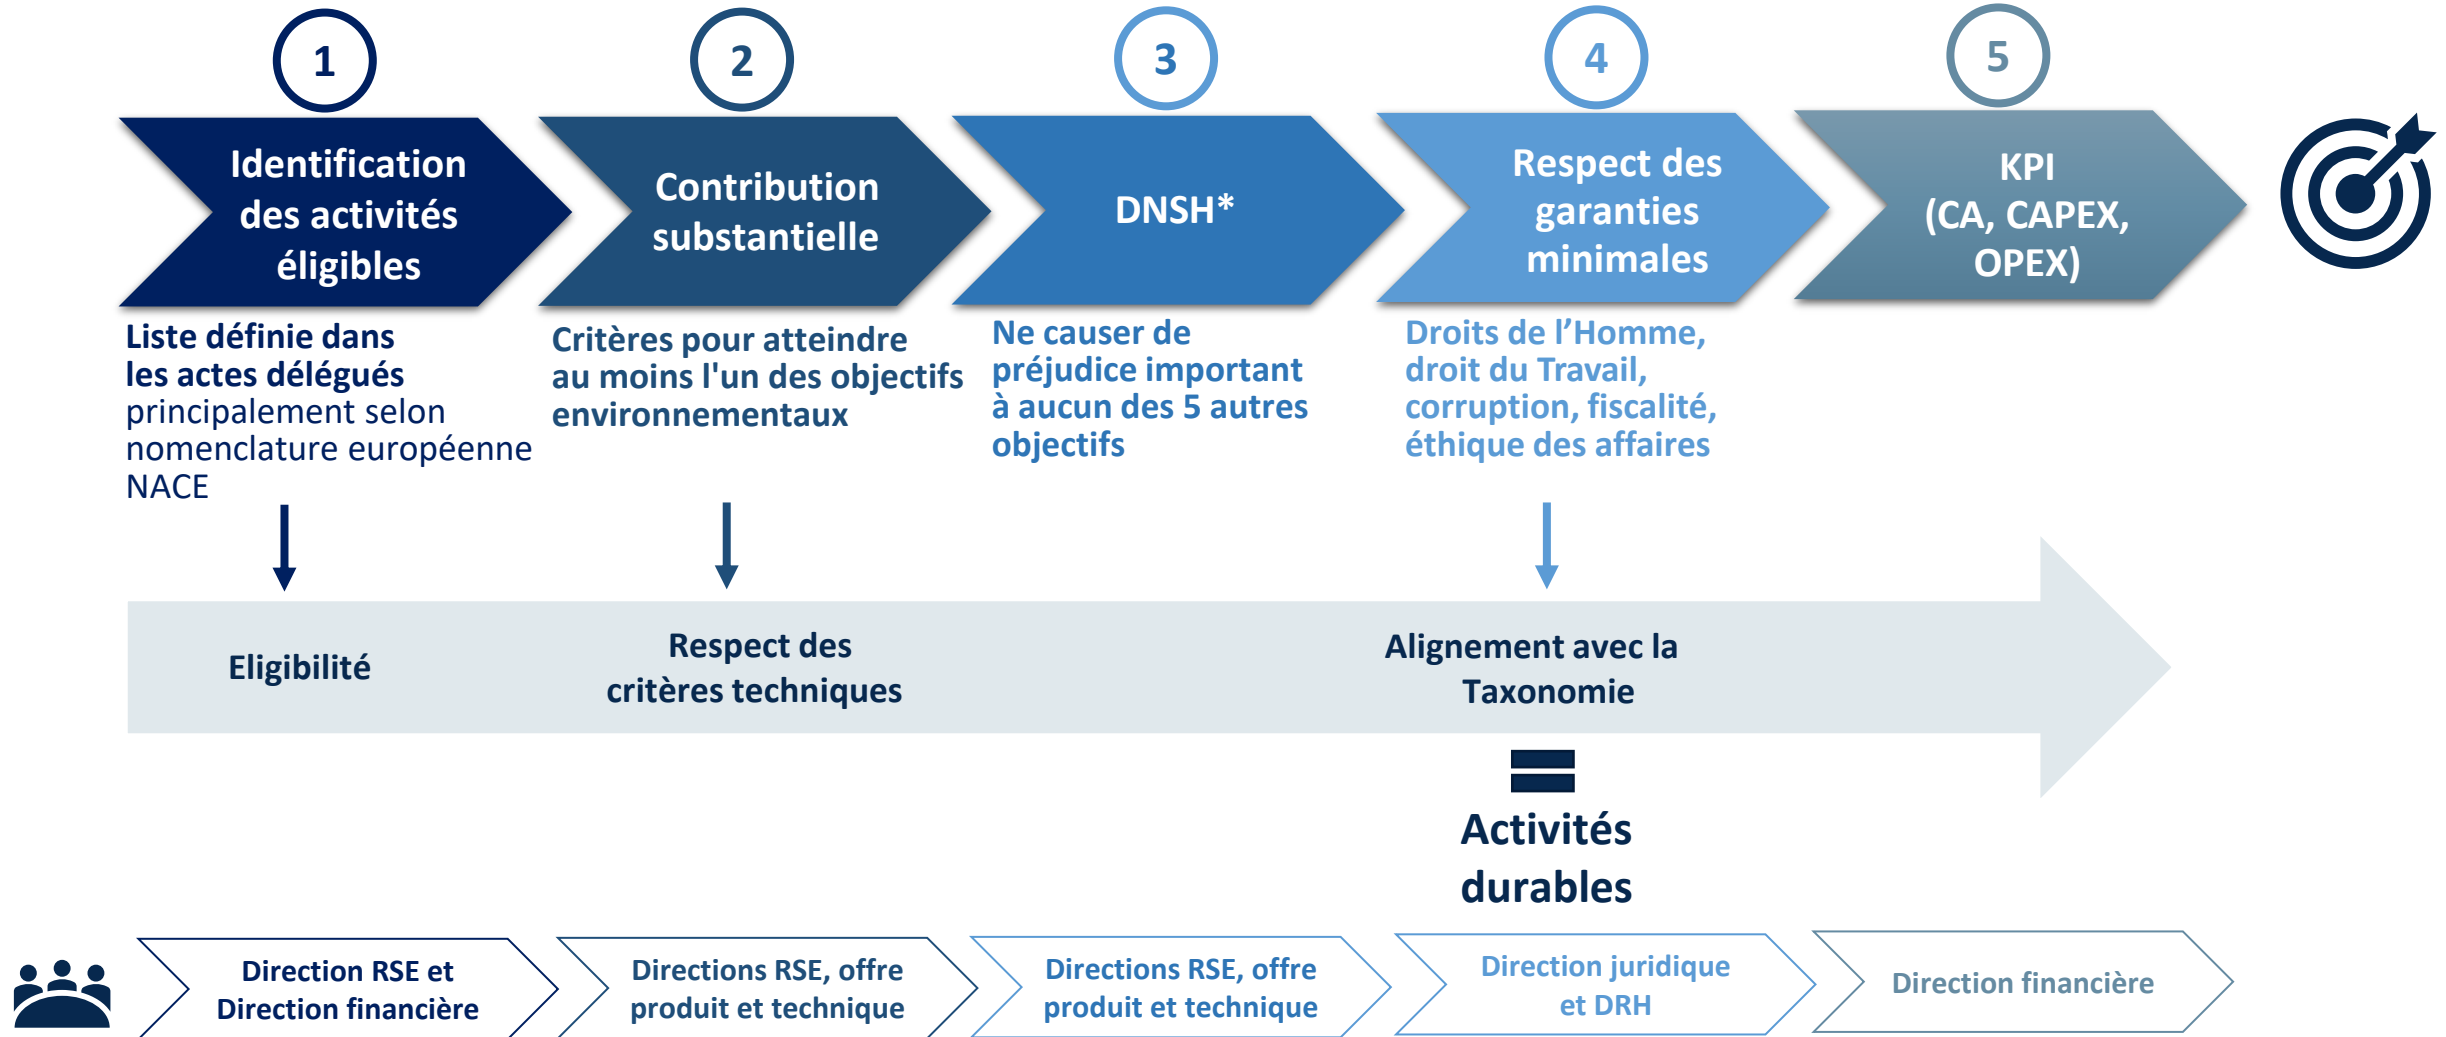 1
2
3
4
5
Identification
des activités
éligibles
Contribution
substantielle
DNSH*
Respect des
garanties
minimales
KPI
(CA, CAPEX,
OPEX)
Liste définie dans
les actes délégués
principalement selon
nomenclature européenne
NACE
Critères pour atteindre
au moins l'un des objectifs
environnementaux
Ne causer de
préjudice important
à aucun des 5 autres
objectifs
Droits de l’Homme,
droit du Travail,
corruption, fiscalité,
éthique des affaires
Eligibilité
Respect des
critères techniques
Alignement avec la
Taxonomie
Activités
durables
Direction RSE et
Direction financière
Directions RSE, offre
produit et technique
Directions RSE, offre
produit et technique
Direction juridique
et DRH
Direction financière